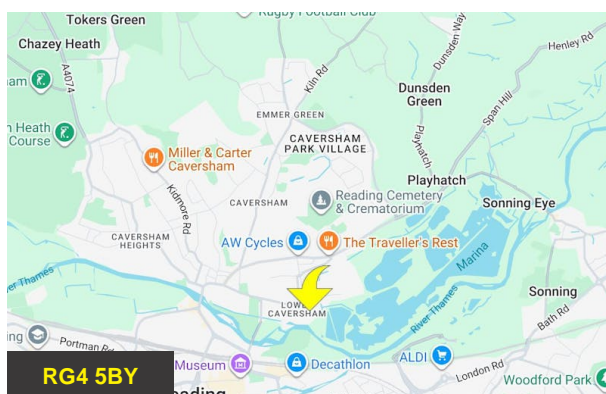 Tokers Green
Rugby Football Club
Chazey Heath
Henley Rd
Dunsden Way
A4074
Kiln Rd
Dunsden
Green
Span Hill
EMMER GREEN
CAVERSHAM
PARK VILLAGE
Heath
Course
Playhatch
Miller & Carter
Caversham
Playhatch
Kidmore Rd
Reading Cemetery
& Crematorium
Sonning Eye
CAVERSHAM
CAVERSHAM
HEIGHTS
AW Cycles
The Traveller's Rest
Marina
River Thames
LOWER
CAVERSHAM
Sonning
River Thames
Bath Rd
Portman Rd
Museum
Decathlon
ALDI
London Rd
Woodford Park
RG4 5BY